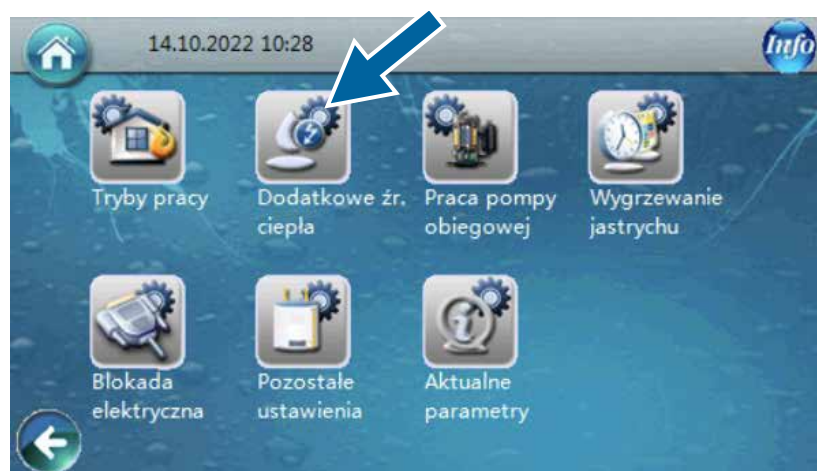 14.10.2022 10:28
Info
Tryby pracy
Dodatkowe źr.
ciepła
Praca pompy
obiegowej
Wygrzewanie
jastrychu
Blokada
elektryczna
Pozostałe
ustawienia
Aktualne
parametry